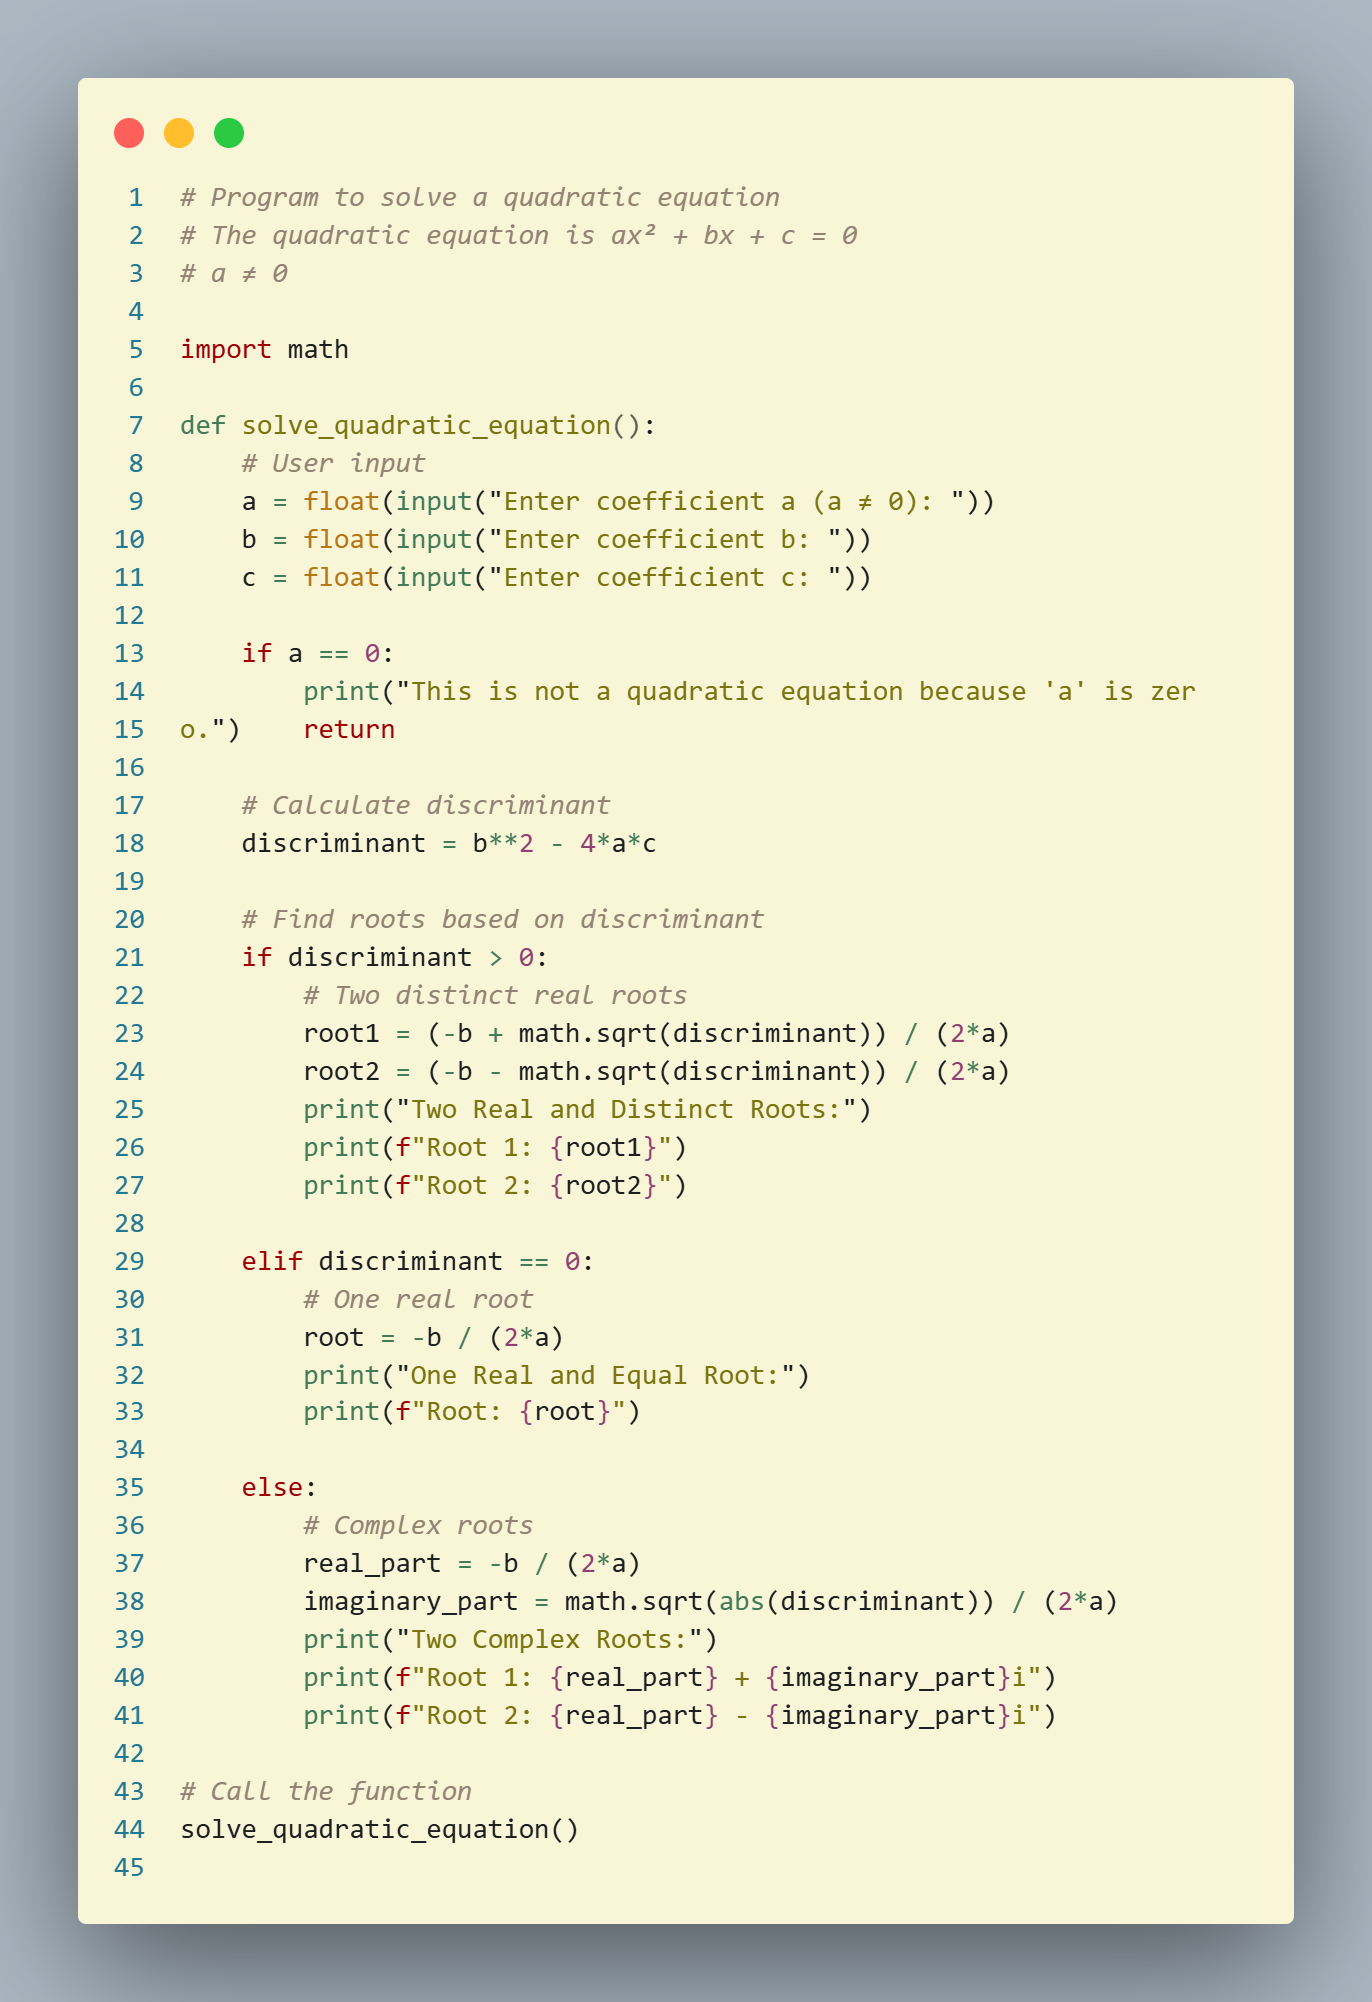 1 # Program to solve a quadratic equation
2 # The quadratic equation is ax² + bx + c = 0
3 # a ≠ 0
4
5 import math
6
7 def solve_quadratic_equation():
8     # User input
9     a = float(input("Enter coefficient a (a ≠ 0): "))
10     b = float(input("Enter coefficient b: "))
11     c = float(input("Enter coefficient c: "))
12
13     if a == 0:
14         print("This is not a quadratic equation because 'a' is zer
15 o.")    return
16
17     # Calculate discriminant
18     discriminant = b**2 - 4*a*c
19
20     # Find roots based on discriminant
21     if discriminant > 0:
22         # Two distinct real roots
23         root1 = (-b + math.sqrt(discriminant)) / (2*a)
24         root2 = (-b - math.sqrt(discriminant)) / (2*a)
25         print("Two Real and Distinct Roots:")
26         print(f"Root 1: {root1}")
27         print(f"Root 2: {root2}")
28
29     elif discriminant == 0:
30         # One real root
31         root = -b / (2*a)
32         print("One Real and Equal Root:")
33         print(f"Root: {root}")
34
35     else:
36         # Complex roots
37         real_part = -b / (2*a)
38         imaginary_part = math.sqrt(abs(discriminant)) / (2*a)
39         print("Two Complex Roots:")
40         print(f"Root 1: {real_part} + {imaginary_part}i")
41         print(f"Root 2: {real_part} - {imaginary_part}i")
42
43 # Call the function
44 solve_quadratic_equation()
45